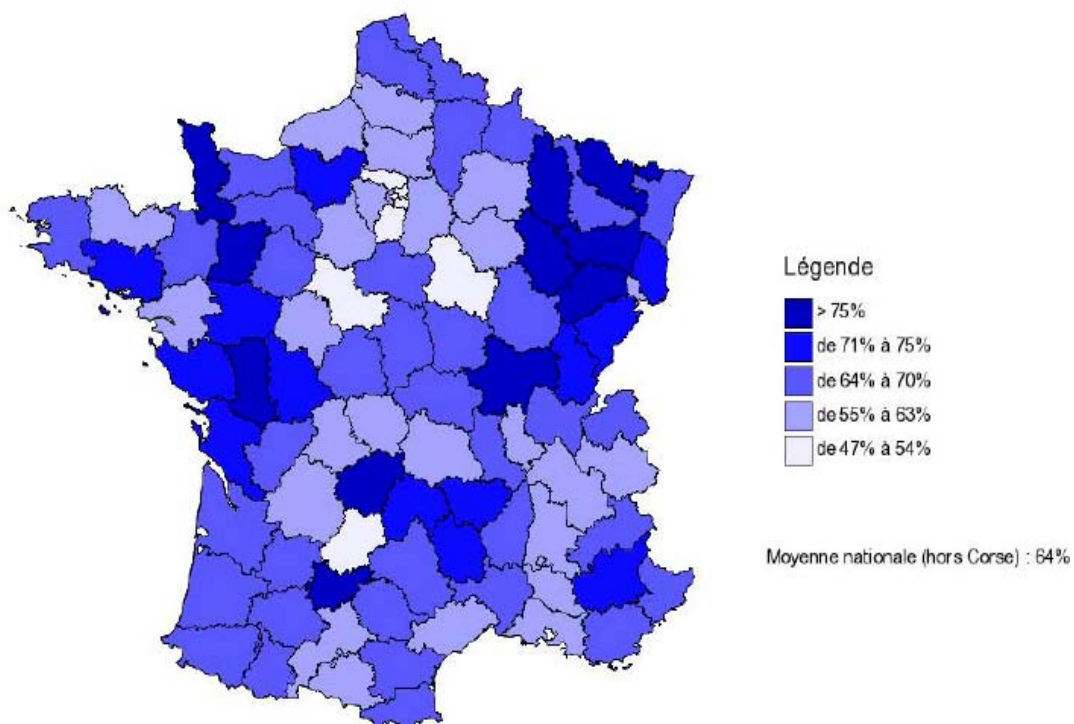 Légende
> 75%
de 71% à 75%
de 64% à 70%
de 55% à 63%
de 47% à 54%
Moyenne nationale (hors Corse) : 64%